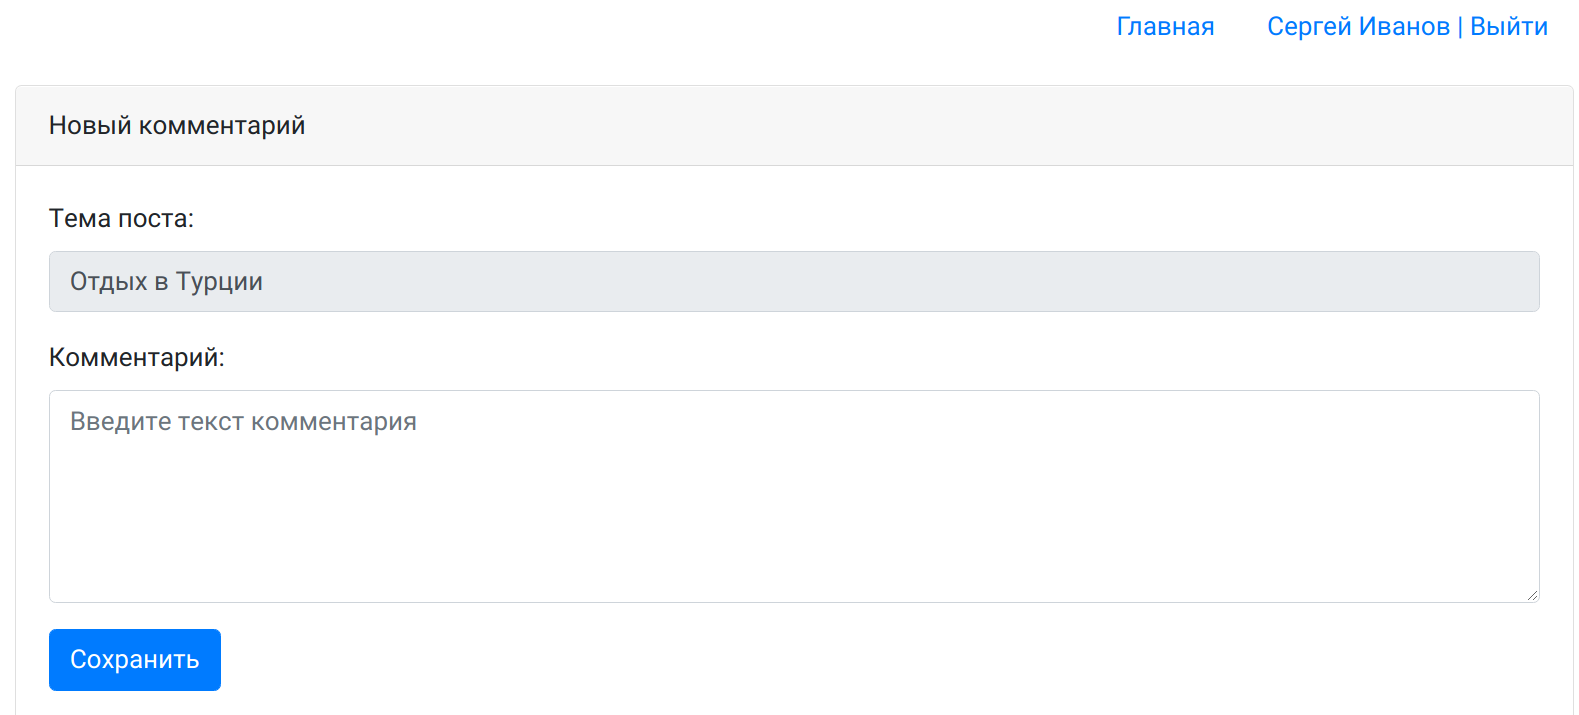 Главная Сергей Иванов | Выйти
Новый комментарий
Тема поста:
Отдых в Турции
Комментарий:
Введите текст комментария
Сохранить